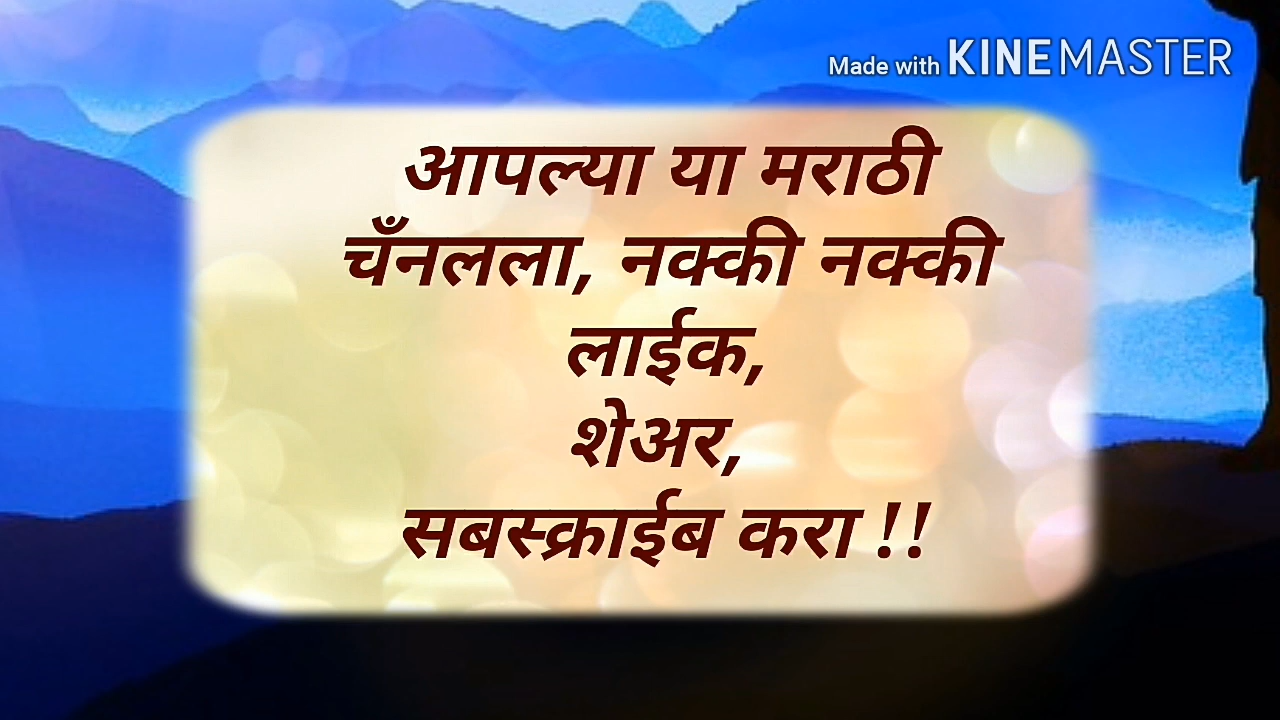 Made with KINEMASTER
आपल्या या मराठी
चँनलला, नक्की नक्की
लाईक,
शेअर,
सबस्क्राईब करा !!